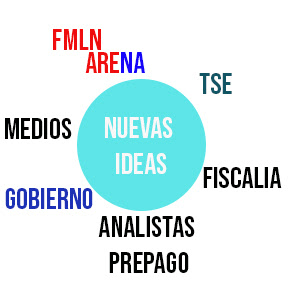 FMLN
ARENA
TSE
NUEVAS
IDEAS
MEDIOS
FISCALIA
GOBIERNO
ANALISTAS
PREPAGO